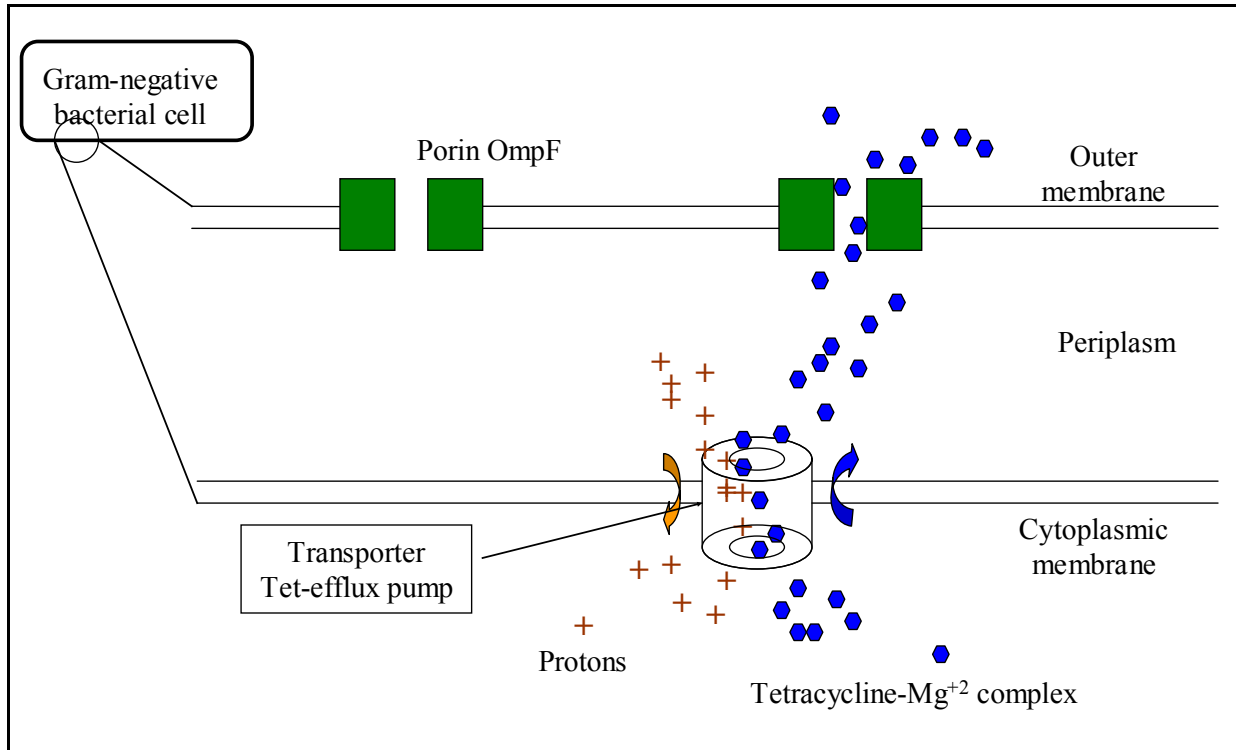 Gram-negative
bacterial cell
Porin OmpF
Outer
membrane
Periplasm
Transporter
Tet-efflux pump
Cytoplasmic
membrane
Protons
Tetracycline-Mg⁺² complex